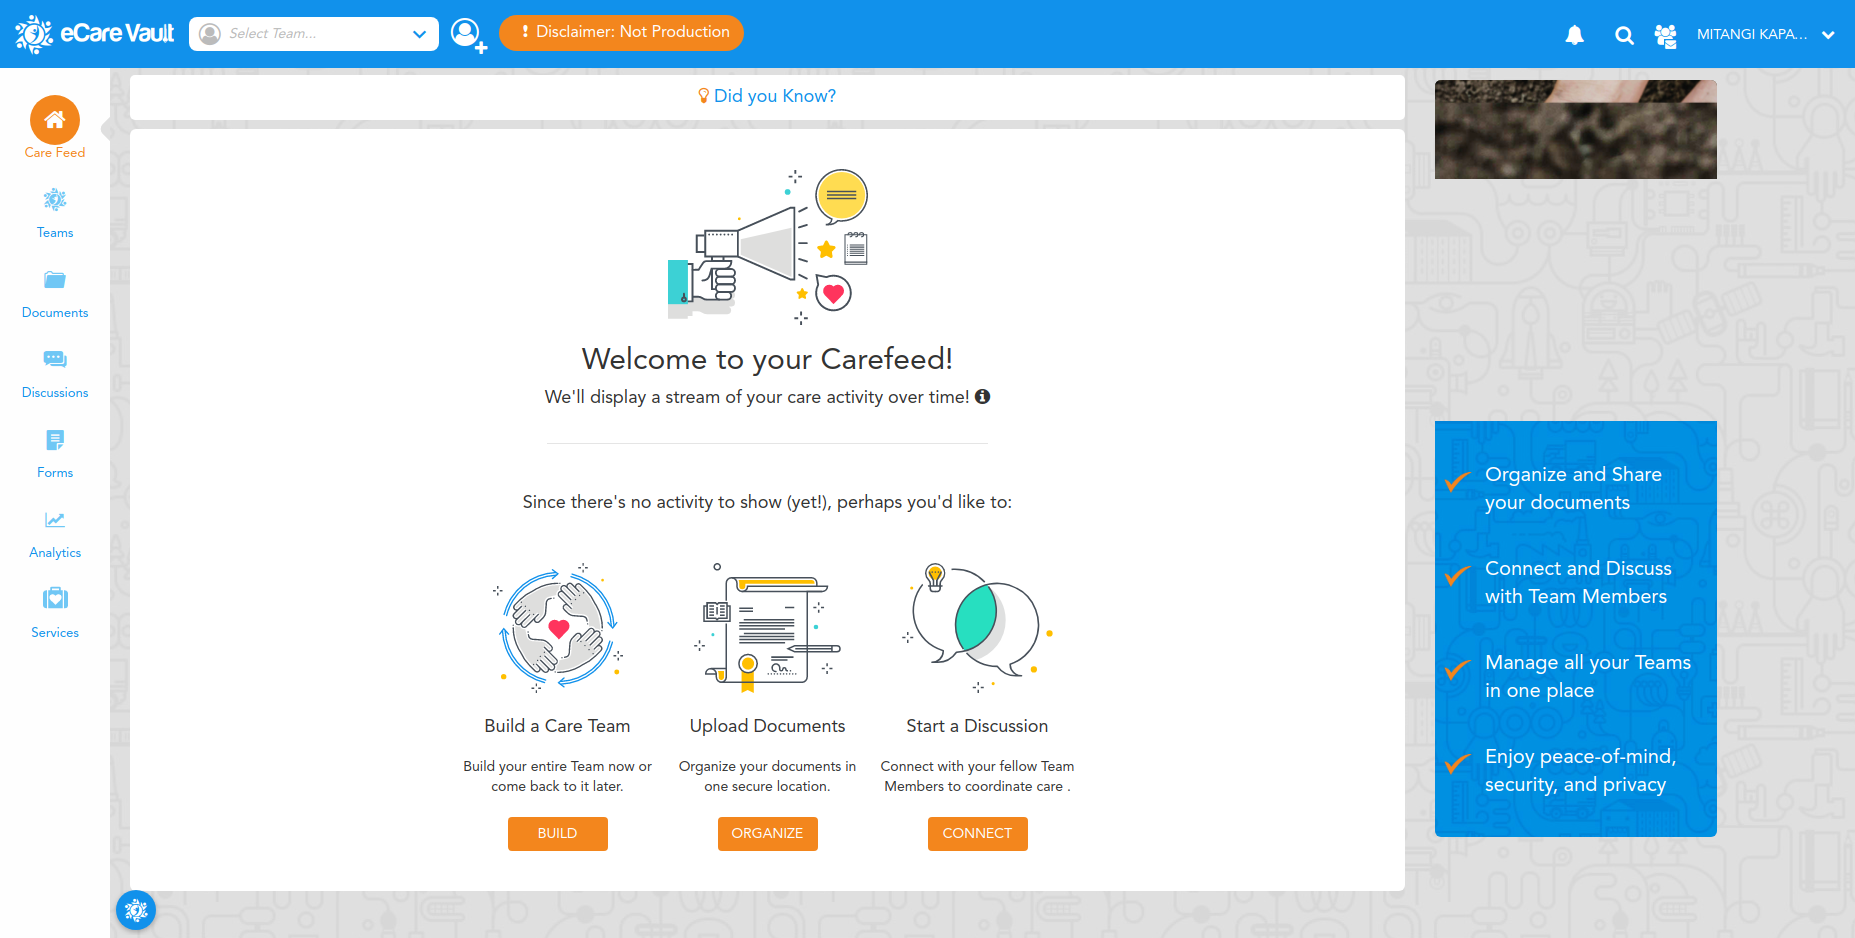 eCare Vault
Select Team...
! Disclaimer: Not Production
MITANGI KAPA...
Care Feed
Teams
Documents
Discussions
Forms
Analytics
Services
Did you Know?
Welcome to your Carefeed!
We'll display a stream of your care activity over time!
Since there's no activity to show (yet!), perhaps you'd like to:
Build a Care Team
Build your entire Team now or
come back to it later.
BUILD
Upload Documents
Organize your documents in
one secure location.
ORGANIZE
Start a Discussion
Connect with your fellow Team
Members to coordinate care .
CONNECT
Organize and Share
your documents
Connect and Discuss
with Team Members
Manage all your Teams
in one place
Enjoy peace-of-mind,
security, and privacy